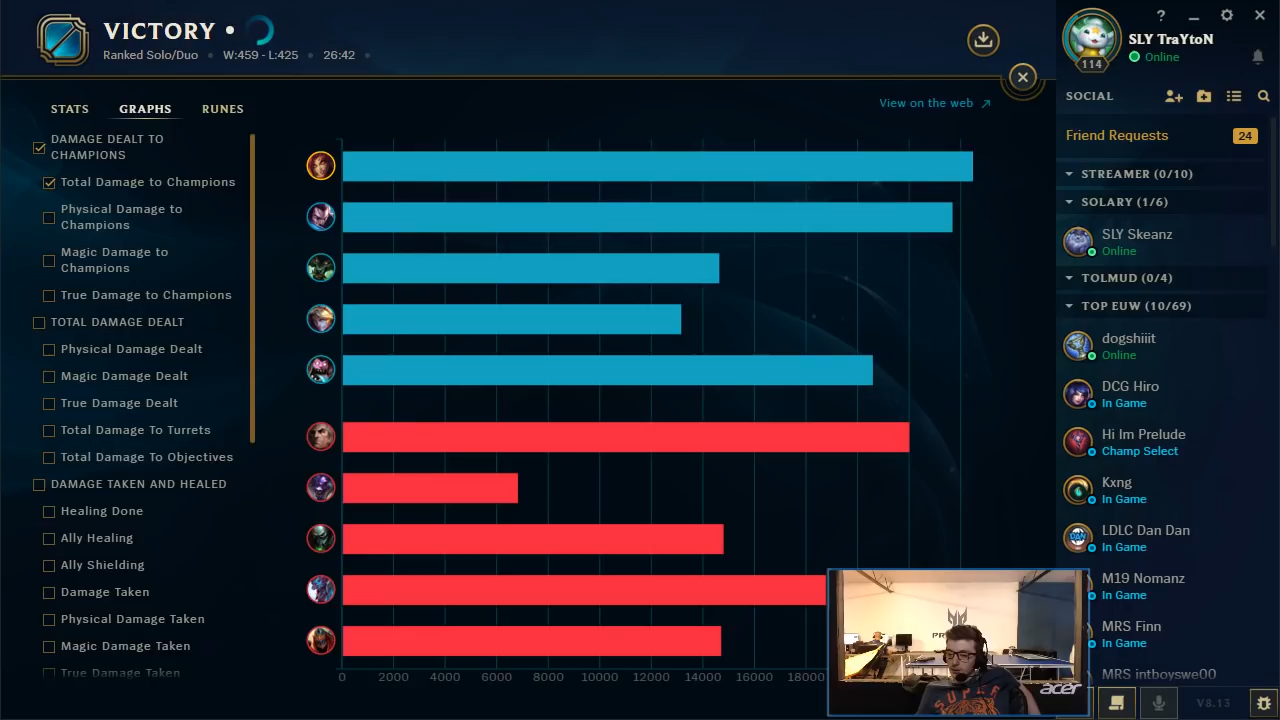 VICTORY •
Ranked Solo/Duo • W:459 - L:425 • 26:42 •
STATS GRAPHS RUNES
View on the web
DAMAGE DEALT TO
CHAMPIONS
Total Damage to Champions
Physical Damage to
Champions
Magic Damage to
Champions
True Damage to Champions
TOTAL DAMAGE DEALT
Physical Damage Dealt
Magic Damage Dealt
True Damage Dealt
Total Damage To Turrets
Total Damage To Objectives
DAMAGE TAKEN AND HEALED
Healing Done
Ally Healing
Ally Shielding
Damage Taken
Physical Damage Taken
Magic Damage Taken
True Damage Taken
0 2000 4000 6000 8000 10000 12000 14000 16000 18000
acer
SUPER
?
114
SLY TraYtoN
Online
SOCIAL
Friend Requests 24
STREAMER (0/10)
SOLARY (1/6)
SLY Skeanz
Online
TOLMUD (0/4)
TOP EUW (10/69)
dogshiiit
Online
DCG Hiro
In Game
Hi Im Prelude
Champ Select
Kxng
In Game
LDLC Dan Dan
In Game
M19 Nomanz
In Game
MRS Finn
In Game
MRS intboyswe00
V8.13